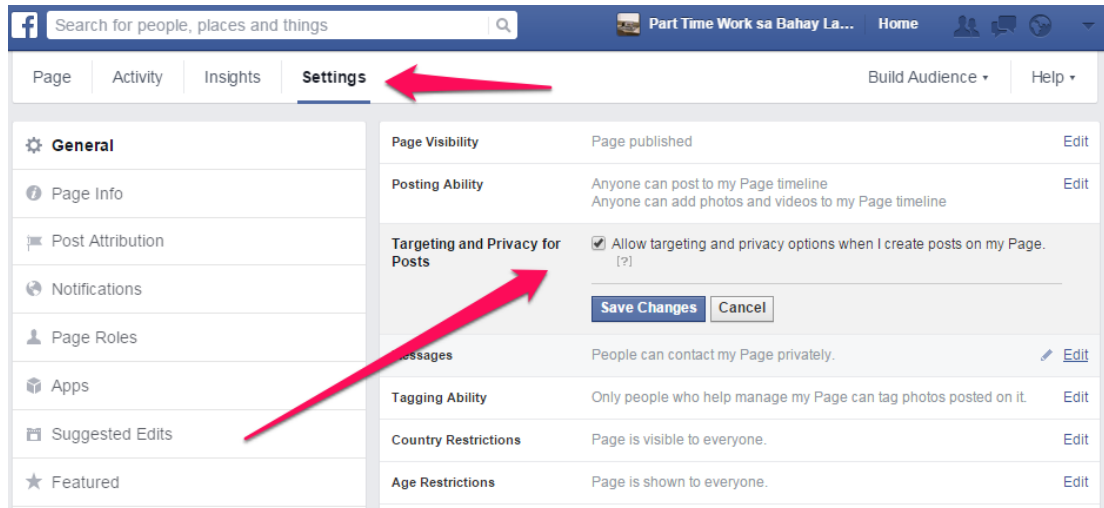 f
Search for people, places and things
Part Time Work sa Bahay La...
Home
Page
Activity
Insights
Settings
Build Audience
Help
General
Page Info
Post Attribution
Notifications
Page Roles
Apps
Suggested Edits
Featured
Page Visibility
Page published
Edit
Posting Ability
Anyone can post to my Page timeline
Anyone can add photos and videos to my Page timeline
Edit
Targeting and Privacy for
Posts
Allow targeting and privacy options when I create posts on my Page.
[?]
Save Changes
Cancel
Messages
People can contact my Page privately.
Edit
Tagging Ability
Only people who help manage my Page can tag photos posted on it.
Edit
Country Restrictions
Page is visible to everyone.
Edit
Age Restrictions
Page is shown to everyone.
Edit